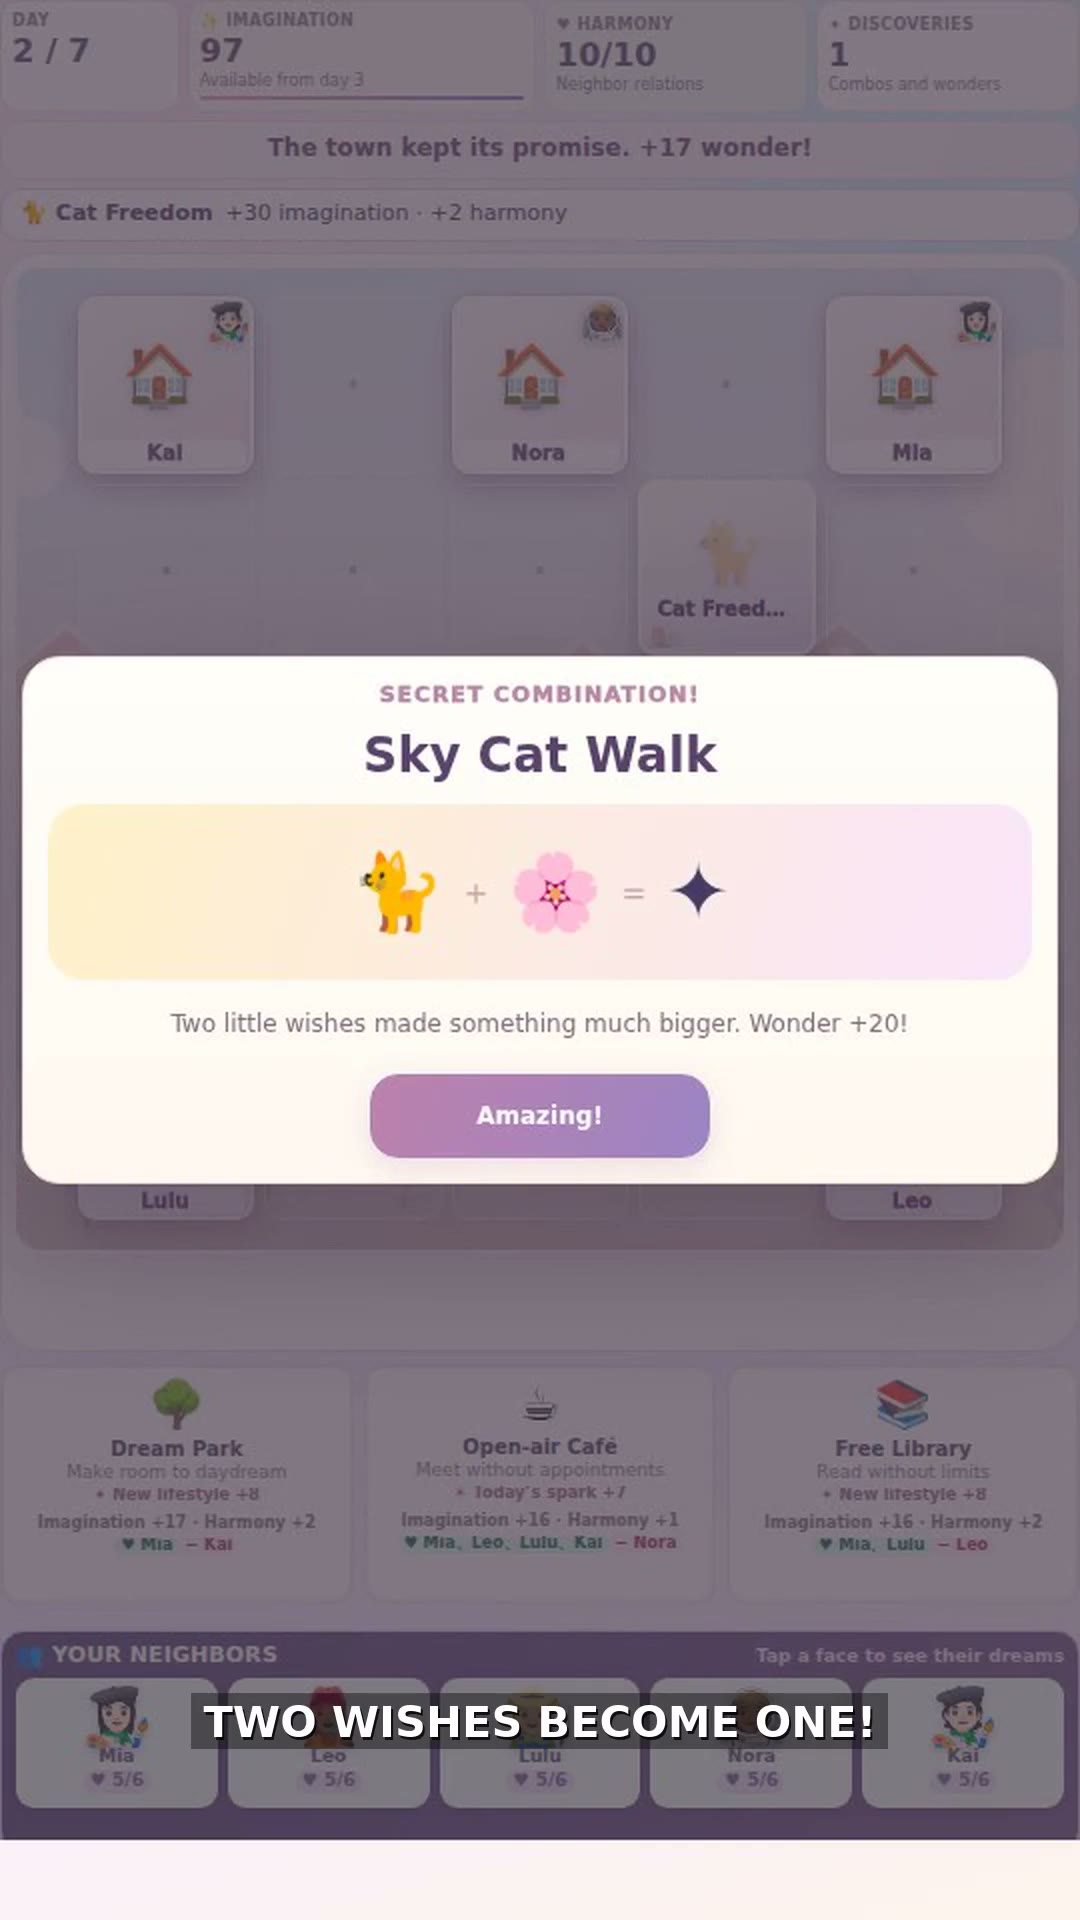 DAY
2 / 7
✨ IMAGINATION
97
Available from day 3
♥ HARMONY
10/10
Neighbor relations
✦ DISCOVERIES
1
Combos and wonders
The town kept its promise. +17 wonder!
Cat Freedom +30 imagination · +2 harmony
Kai
Nora
Mia
Cat Freed...
SECRET COMBINATION!
Sky Cat Walk
+ = ✦
Two little wishes made something much bigger. Wonder +20!
Amazing!
Lulu
Leo
Dream Park
Make room to daydream
✦ New lifestyle +8
Imagination +17 · Harmony +2
♥ Mia − Kai
Open-air Café
Meet without appointments
✦ Today's spark +7
Imagination +16 · Harmony +1
♥ Mia、Leo、Lulu、Kai − Nora
Free Library
Read without limits
✦ New lifestyle +8
Imagination +16 · Harmony +2
♥ Mia、Lulu − Leo
YOUR NEIGHBORS
Tap a face to see their dreams
TWO WISHES BECOME ONE!
Mia
♥ 5/6
Leo
♥ 5/6
Lulu
♥ 5/6
Nora
♥ 5/6
Kai
♥ 5/6